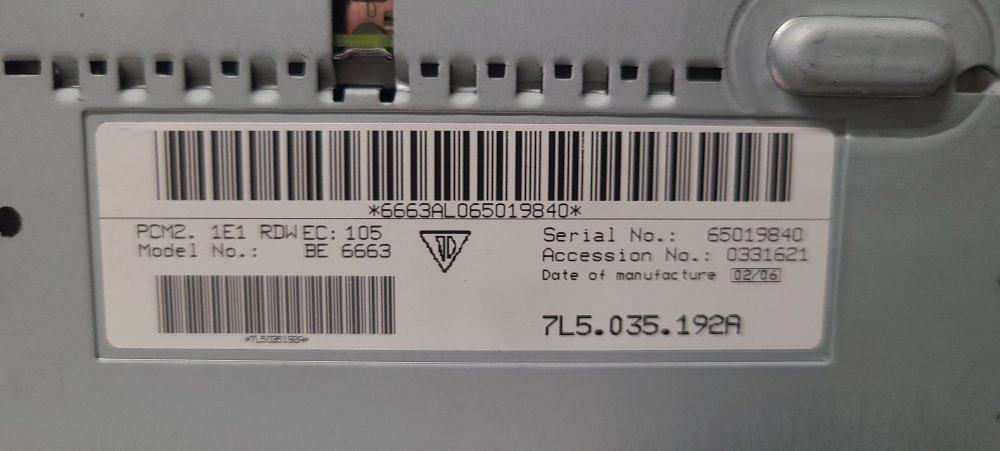 *6663AL065019840*
PCM2. 1E1 RDW EC: 105
Model No.: BE 6663
Serial No.: 65019840
Accession No.: 0331621
Date of manufacture 02/06
7L5.035.192A
*7L5035192A*